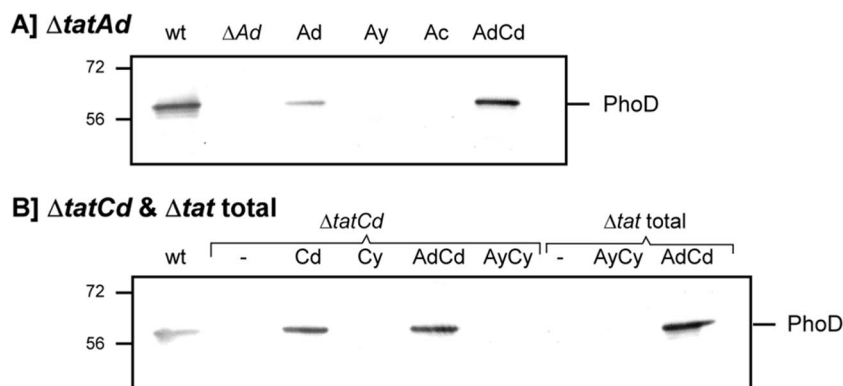 A] ΔtatAd
wt ΔAd Ad Ay Ac AdCd
72
56
PhoD
B] ΔtatCd & Δtat total
ΔtatCd Δtat total
wt - Cd Cy AdCd AyCy - AyCy AdCd
72
56
PhoD